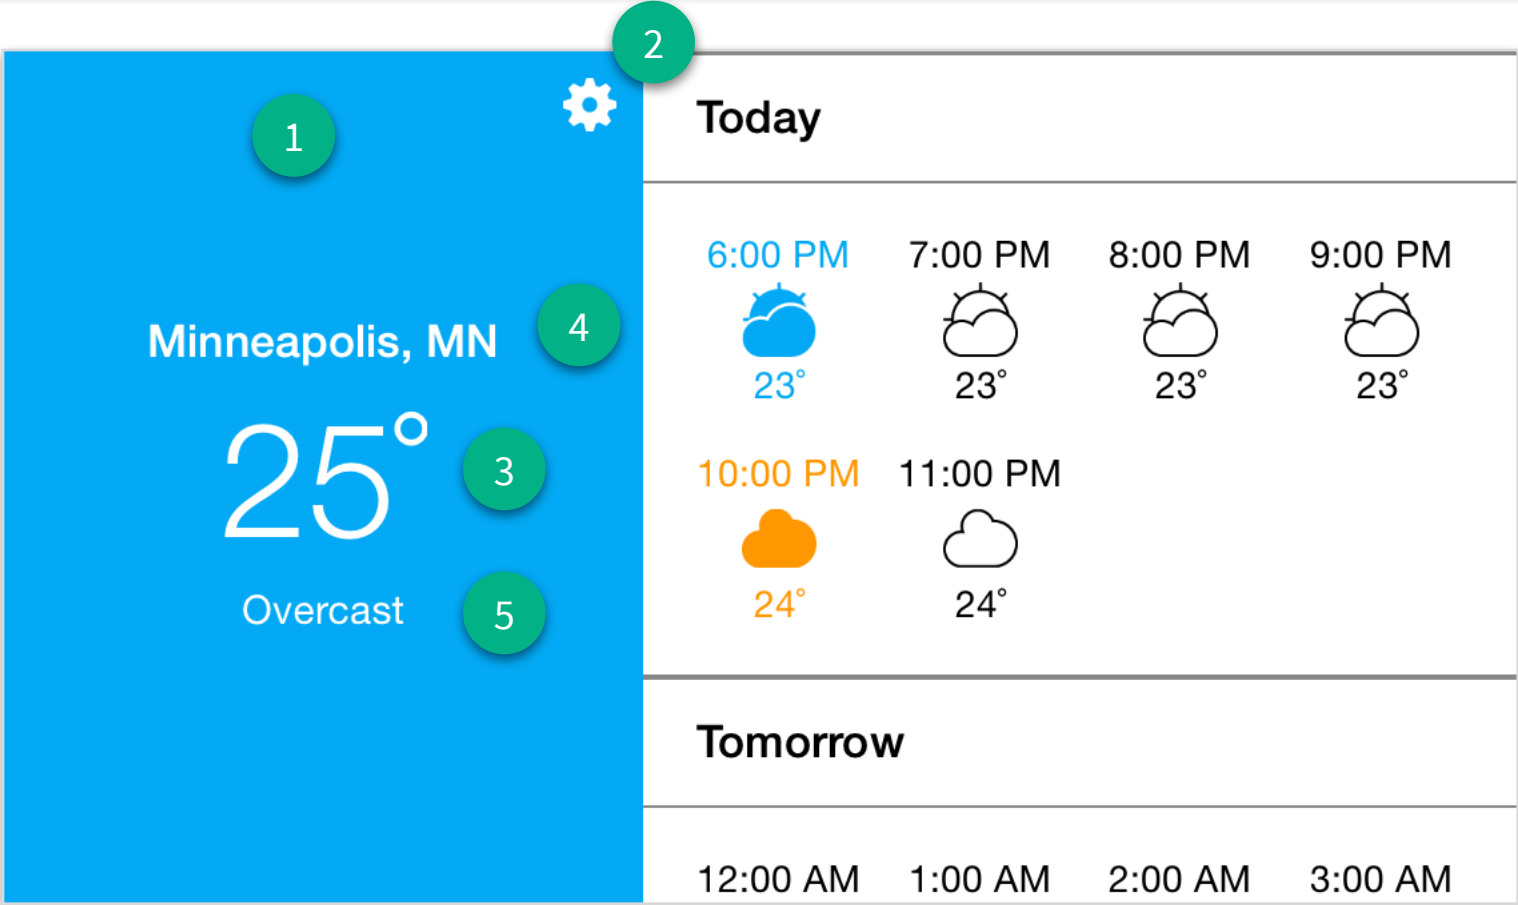 2
1
Minneapolis, MN
4
25°
3
Overcast
5
Today
6:00 PM 7:00 PM 8:00 PM 9:00 PM
23° 23° 23° 23°
10:00 PM 11:00 PM
24° 24°
Tomorrow
12:00 AM 1:00 AM 2:00 AM 3:00 AM